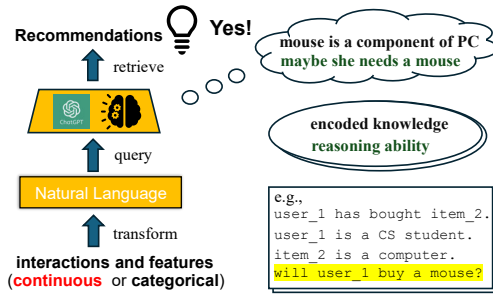 Recommendations
Yes!
retrieve
ChatGPT
query
Natural Language
transform
interactions and features
(continuous or categorical)
mouse is a component of PC
maybe she needs a mouse
encoded knowledge
reasoning ability
e.g.,
user_1 has bought item_2.
user_1 is a CS student.
item_2 is a computer.
will user_1 buy a mouse?